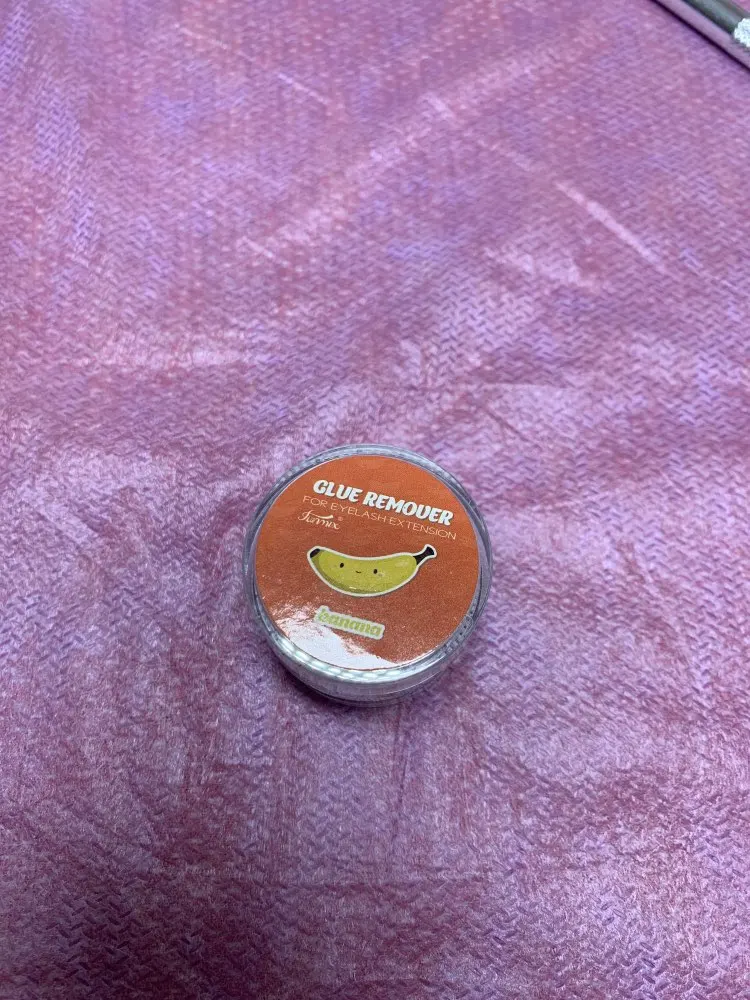 GLUE REMOVER
FOR EYELASH EXTENSION
banana